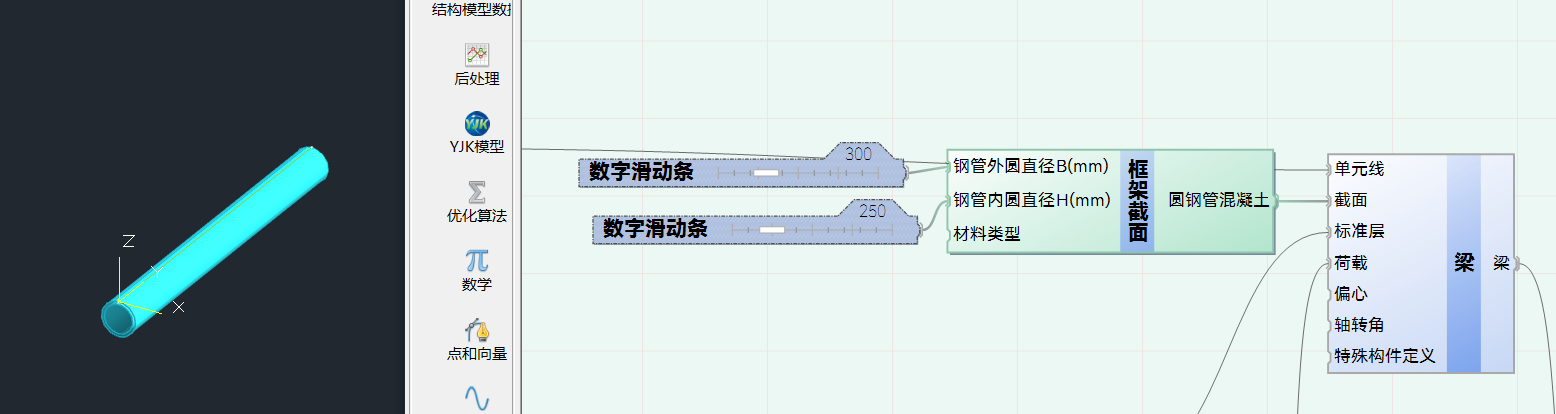 Z
Y
X
结构模型数据
后处理
YJK
YJK模型
Σ
优化算法
π
数学
点和向量
数字滑动条
300
数字滑动条
250
钢管外圆直径B(mm)
钢管内圆直径H(mm)
材料类型
框架截面
圆钢管混凝土
单元线
截面
标准层
荷载
偏心
轴转角
特殊构件定义
梁
梁